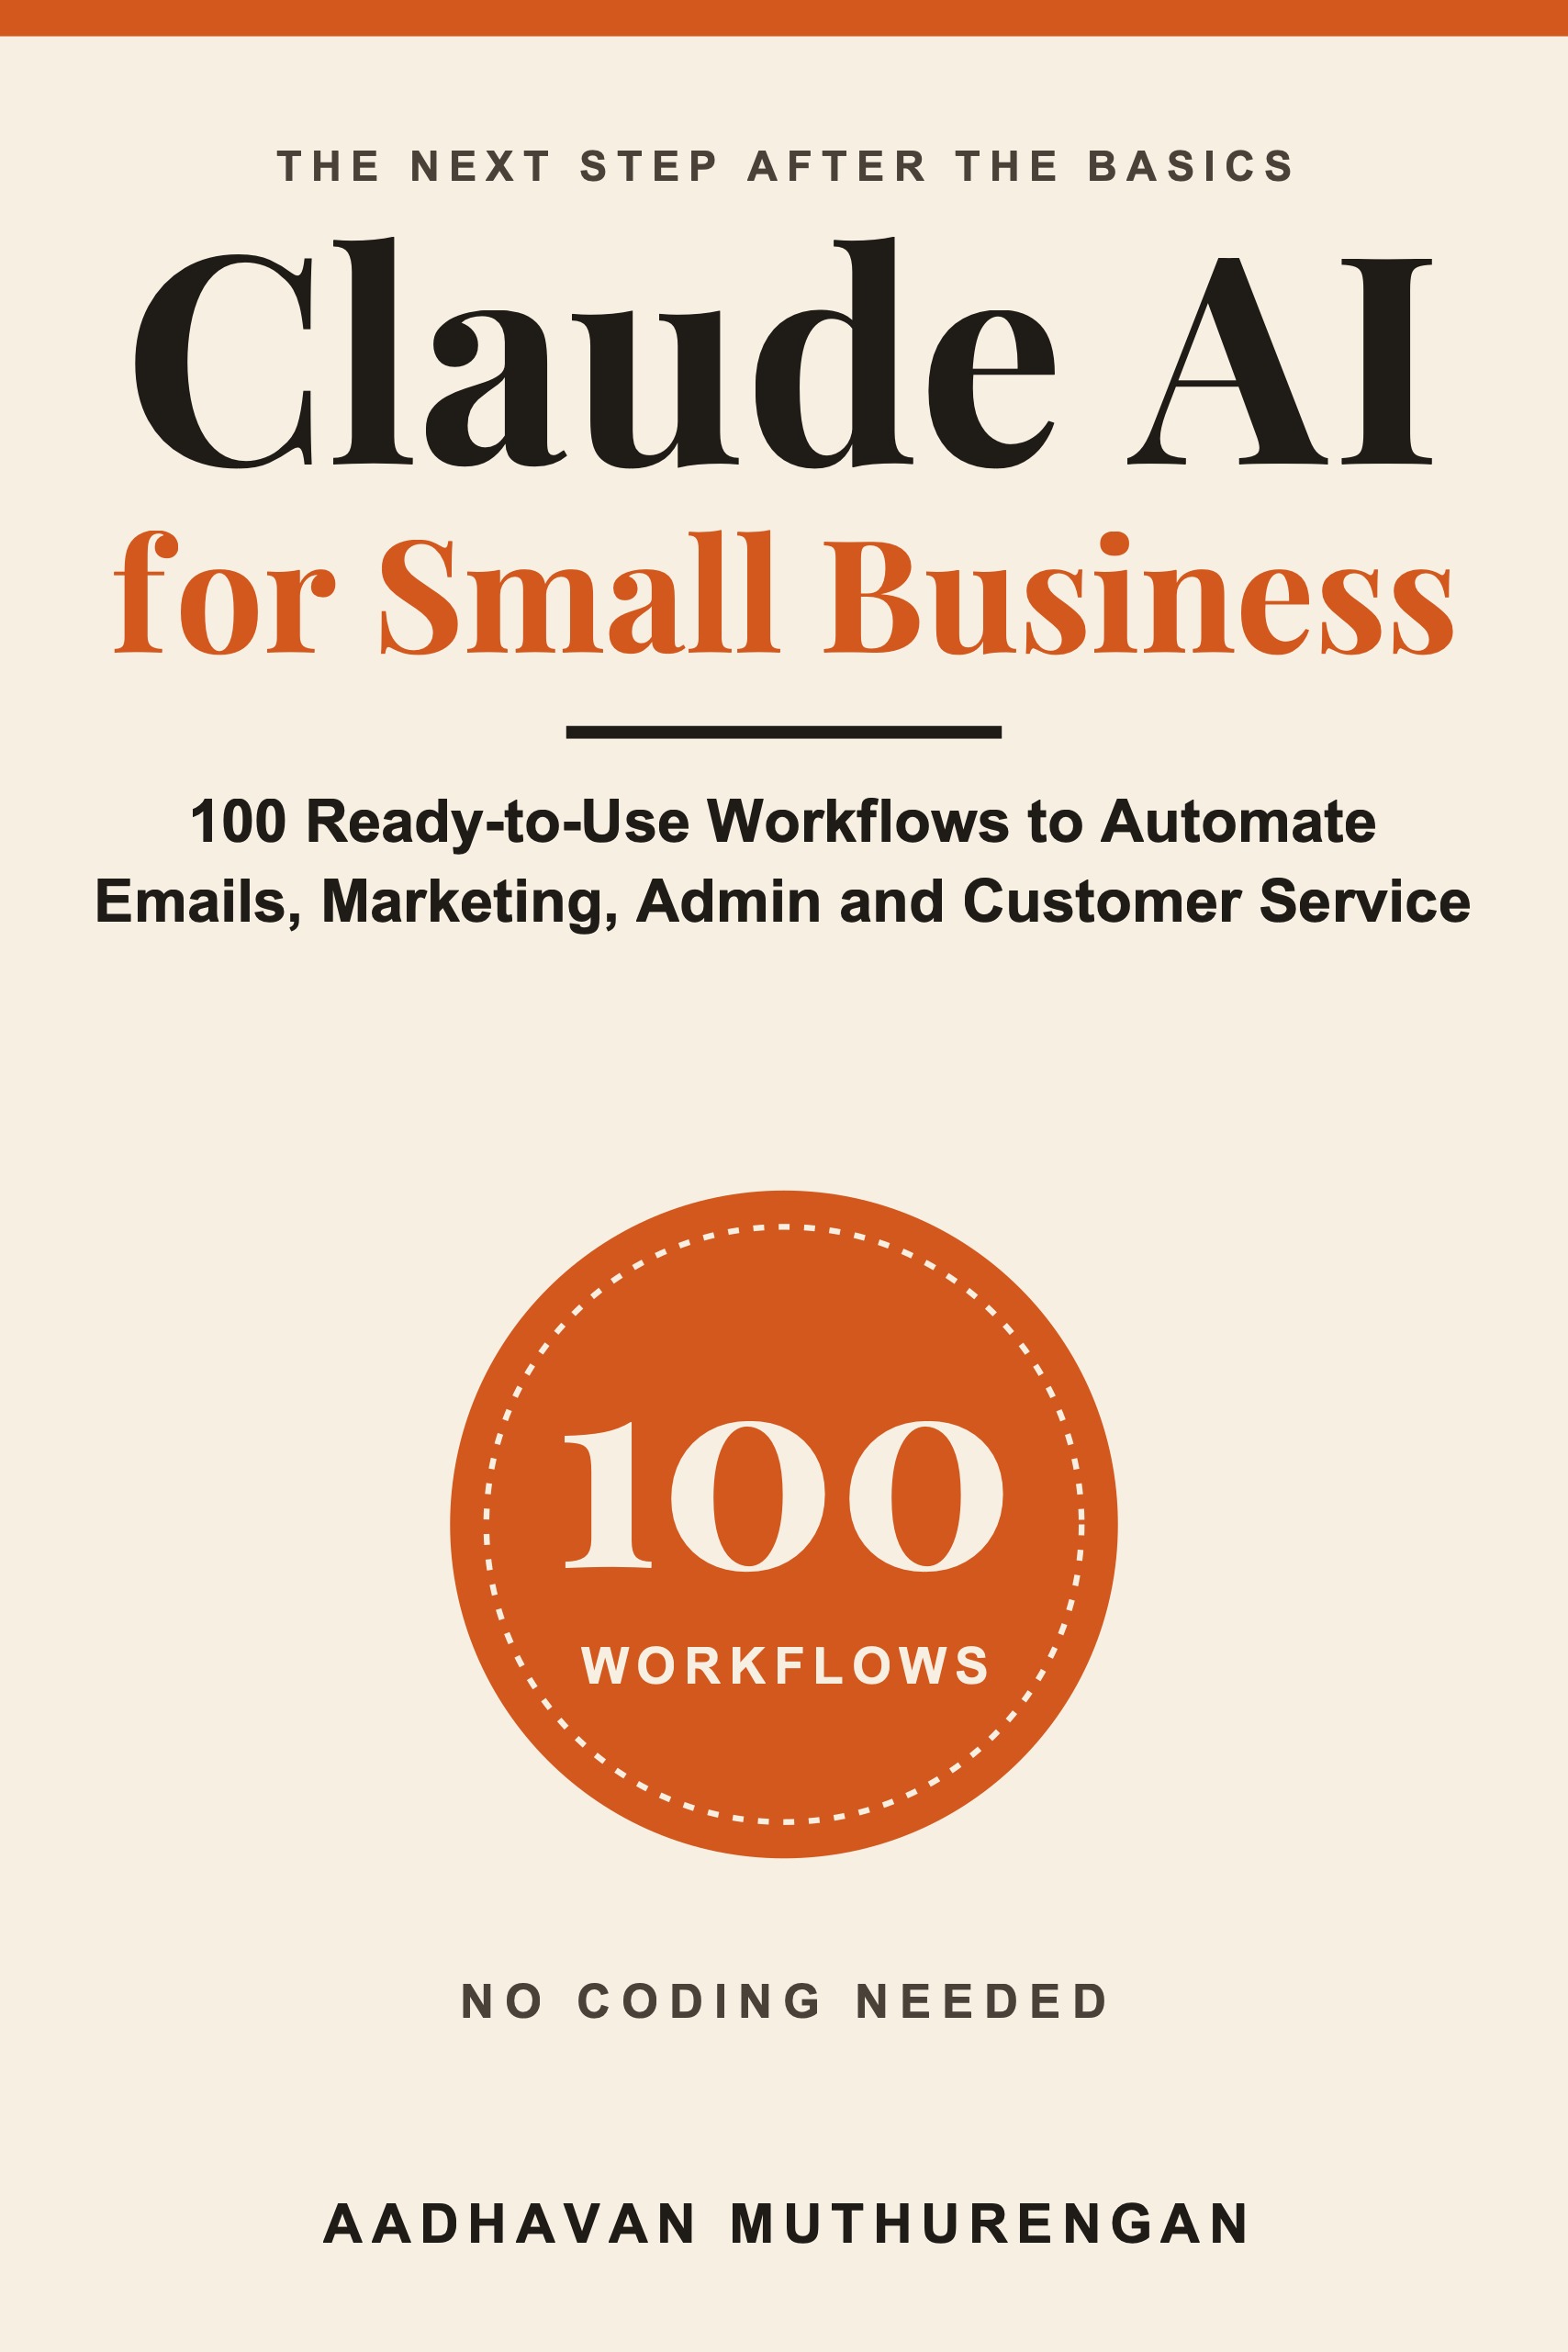 THE NEXT STEP AFTER THE BASICS
Claude AI
for Small Business
100 Ready-to-Use Workflows to Automate
Emails, Marketing, Admin and Customer Service
100
WORKFLOWS
NO CODING NEEDED
AADHAVAN MUTHURENGAN